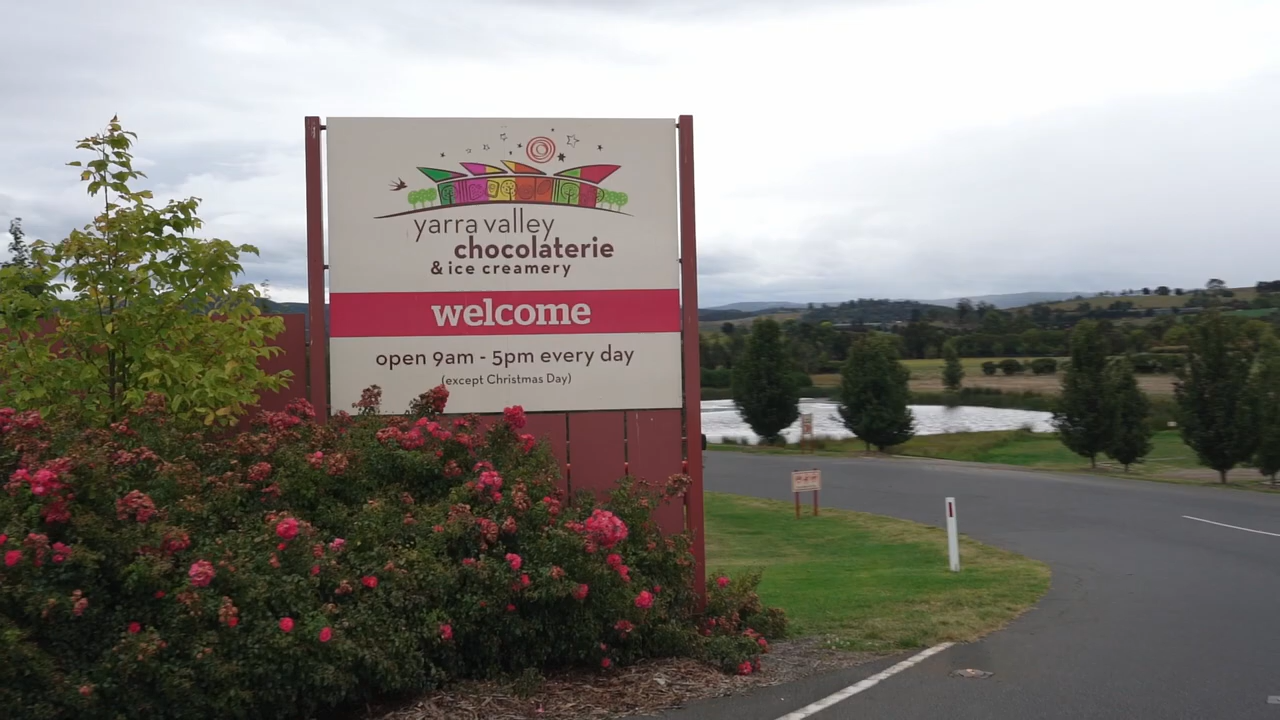 yarra valley
chocolaterie
& ice creamery
welcome
open 9am - 5pm every day
(except Christmas Day)